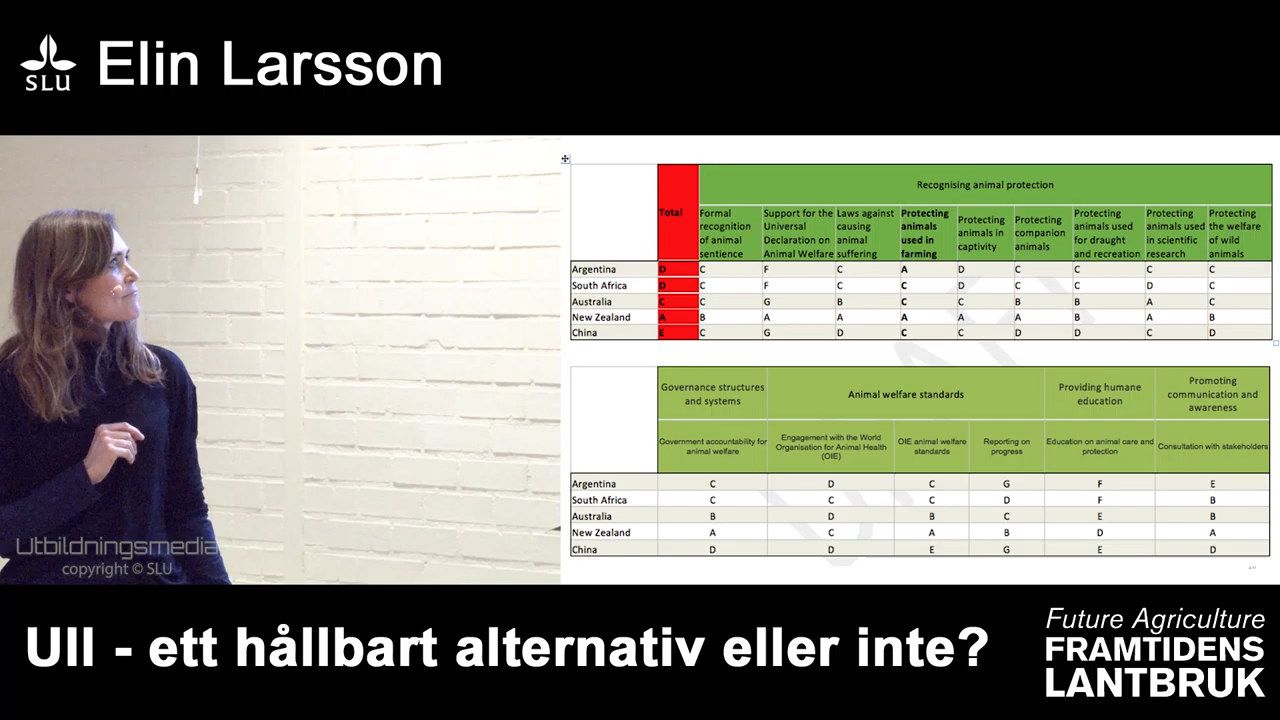 SLU
Elin Larsson
Recognising animal protection
Total
Formal recognition of animal sentience
Support for the Universal Declaration on Animal Welfare
Laws against causing animal suffering
Protecting animals used in farming
Protecting animals in captivity
Protecting companion animals
Protecting animals used for draught and recreation
Protecting animals used in scientific research
Protecting the welfare of wild animals
Argentina D C F C A D C C C C
South Africa D C F C C D C C D C
Australia C C G B C C B B A C
New Zealand A B A A A A A B A B
China E C G D C C D D C D
Governance structures and systems
Animal welfare standards
Providing humane education
Promoting communication and awareness
Government accountability for animal welfare
Engagement with the World Organisation for Animal Health (OIE)
OIE animal welfare standards
Reporting on progress
Education on animal care and protection
Consultation with stakeholders
Argentina C D C G F E
South Africa C C C D F B
Australia B D B C E B
New Zealand A C A B D A
China D D E G E D
Utbildningsmedia
copyright © SLU
Ull - ett hållbart alternativ eller inte?
Future Agriculture
FRAMTIDENS
LANTBRUK